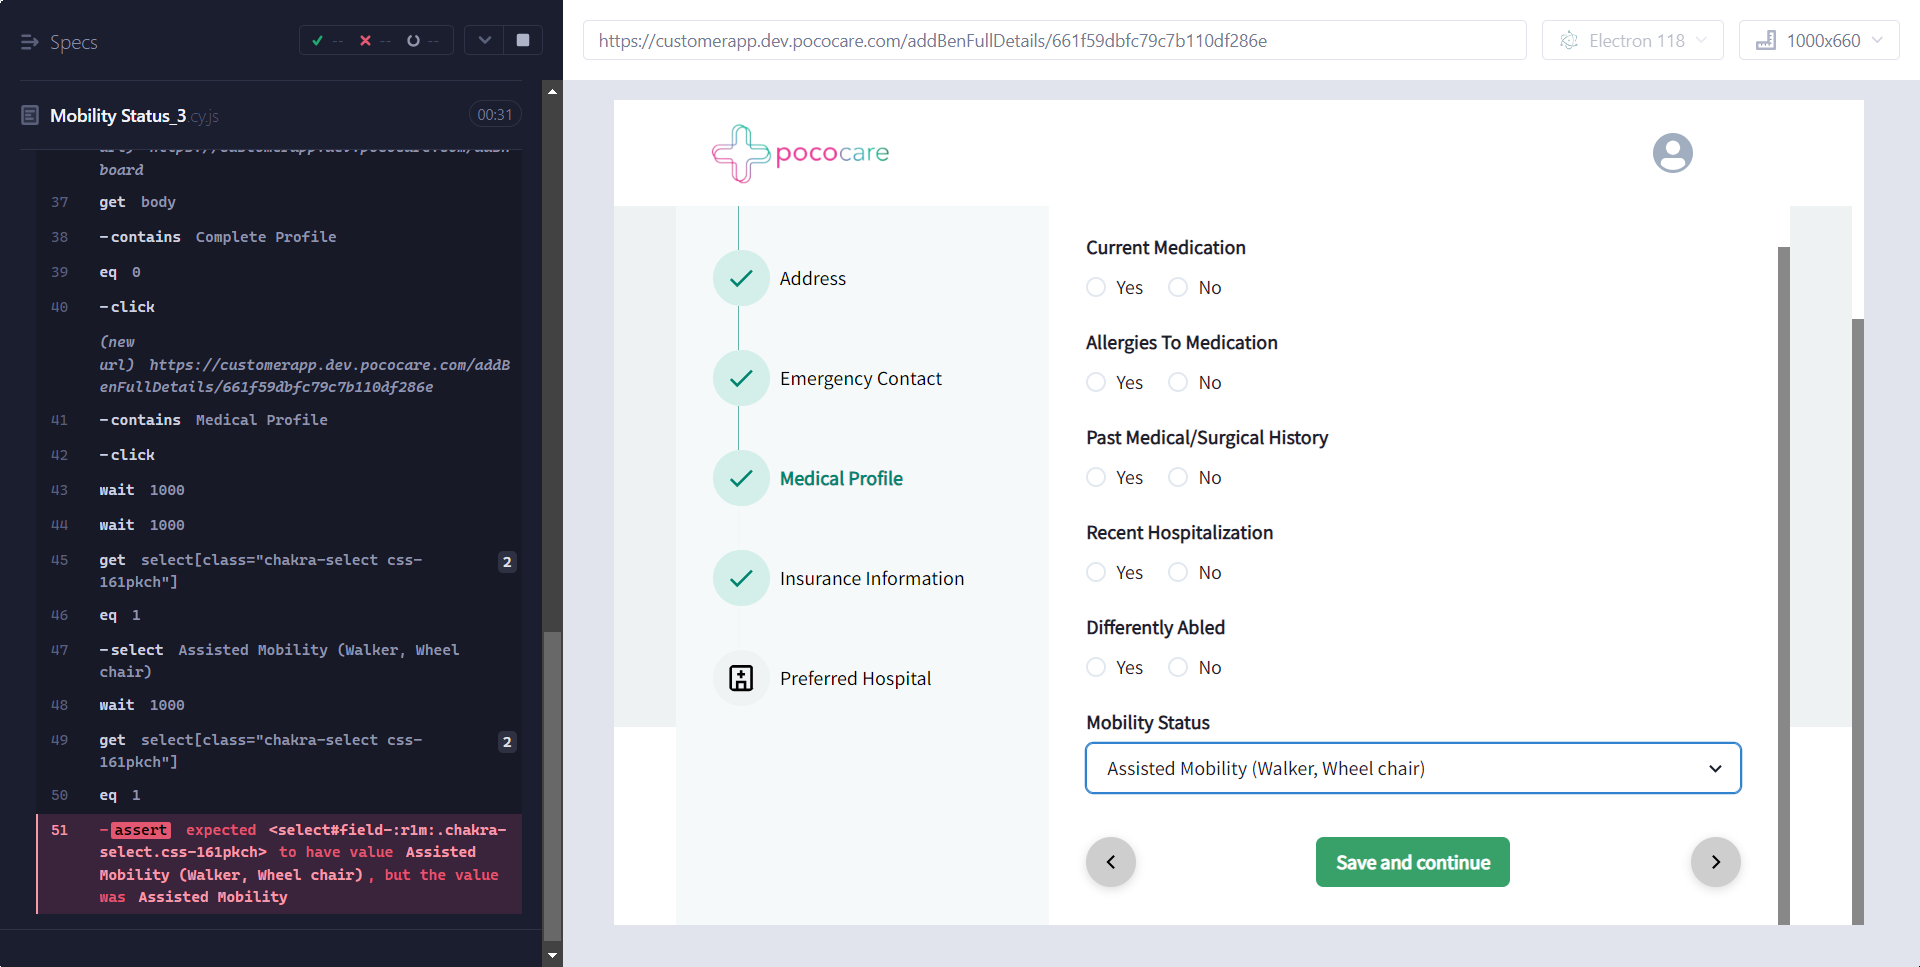 Specs
-- -- --
Mobility Status_3.cy.js
00:31
board
37 get body
38 -contains Complete Profile
39 eq 0
40 -click
(new
url) https://customerapp.dev.pococare.com/addB
enFullDetails/661f59dbfc79c7b110df286e
41 -contains Medical Profile
42 -click
43 wait 1000
44 wait 1000
45 get select[class="chakra-select css-
161pkch"]
2
46 eq 1
47 -select Assisted Mobility (Walker, Wheel
chair)
48 wait 1000
49 get select[class="chakra-select css-
161pkch"]
2
50 eq 1
51 -assert expected <select#field-:r1m:.chakra-
select.css-161pkch> to have value Assisted
Mobility (Walker, Wheel chair), but the value
was Assisted Mobility
https://customerapp.dev.pococare.com/addBenFullDetails/661f59dbfc79c7b110df286e
Electron 118
1000x660
pococare
Address
Emergency Contact
Medical Profile
Insurance Information
Preferred Hospital
Current Medication
Yes No
Allergies To Medication
Yes No
Past Medical/Surgical History
Yes No
Recent Hospitalization
Yes No
Differently Abled
Yes No
Mobility Status
Assisted Mobility (Walker, Wheel chair)
Save and continue